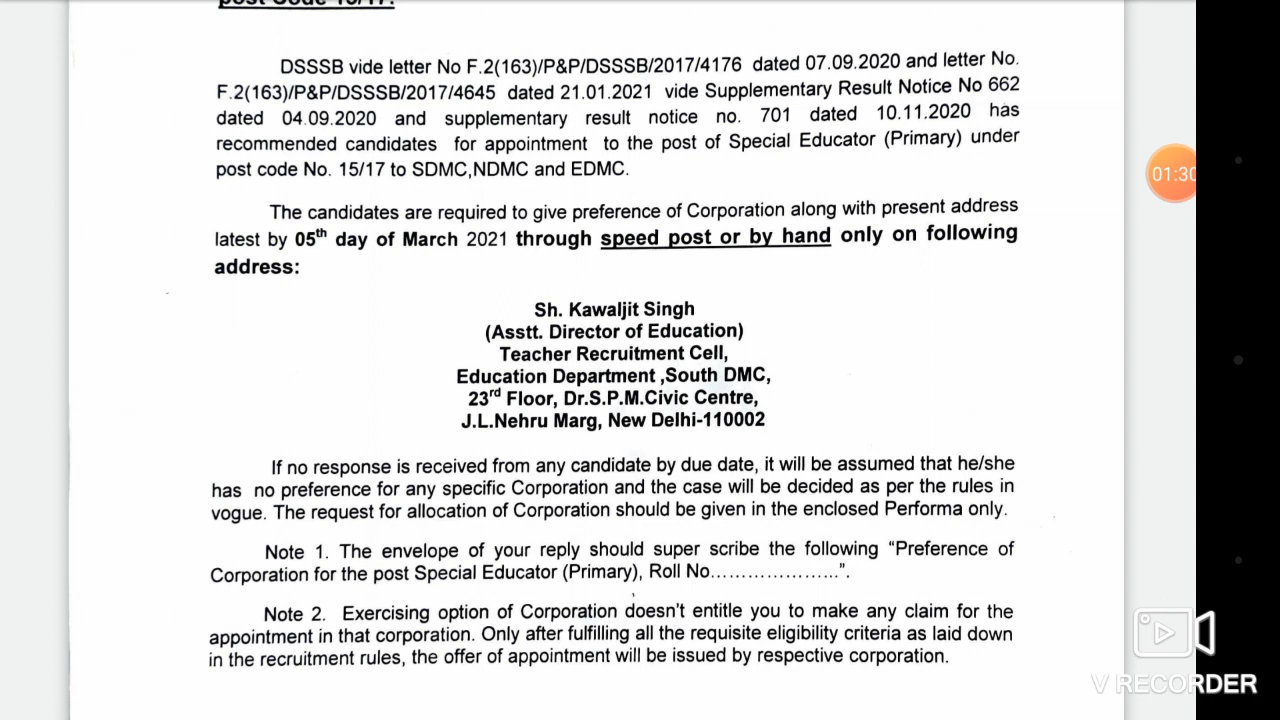 post Code 15/17:
DSSSB vide letter No F.2(163)/P&P/DSSSB/2017/4176 dated 07.09.2020 and letter No.
F.2(163)/P&P/DSSSB/2017/4645 dated 21.01.2021 vide Supplementary Result Notice No 662
dated 04.09.2020 and supplementary result notice no. 701 dated 10.11.2020 has
recommended candidates for appointment to the post of Special Educator (Primary) under
post code No. 15/17 to SDMC,NDMC and EDMC.
The candidates are required to give preference of Corporation along with present address
latest by 05th day of March 2021 through speed post or by hand only on following
address:
Sh. Kawaljit Singh
(Asstt. Director of Education)
Teacher Recruitment Cell,
Education Department ,South DMC,
23rd Floor, Dr.S.P.M.Civic Centre,
J.L.Nehru Marg, New Delhi-110002
If no response is received from any candidate by due date, it will be assumed that he/she
has no preference for any specific Corporation and the case will be decided as per the rules in
vogue. The request for allocation of Corporation should be given in the enclosed Performa only.
Note 1. The envelope of your reply should super scribe the following “Preference of
Corporation for the post Special Educator (Primary), Roll No.....................”.
Note 2. Exercising option of Corporation doesn't entitle you to make any claim for the
appointment in that corporation. Only after fulfilling all the requisite eligibility criteria as laid down
in the recruitment rules, the offer of appointment will be issued by respective corporation.
01:30
V RECORDER